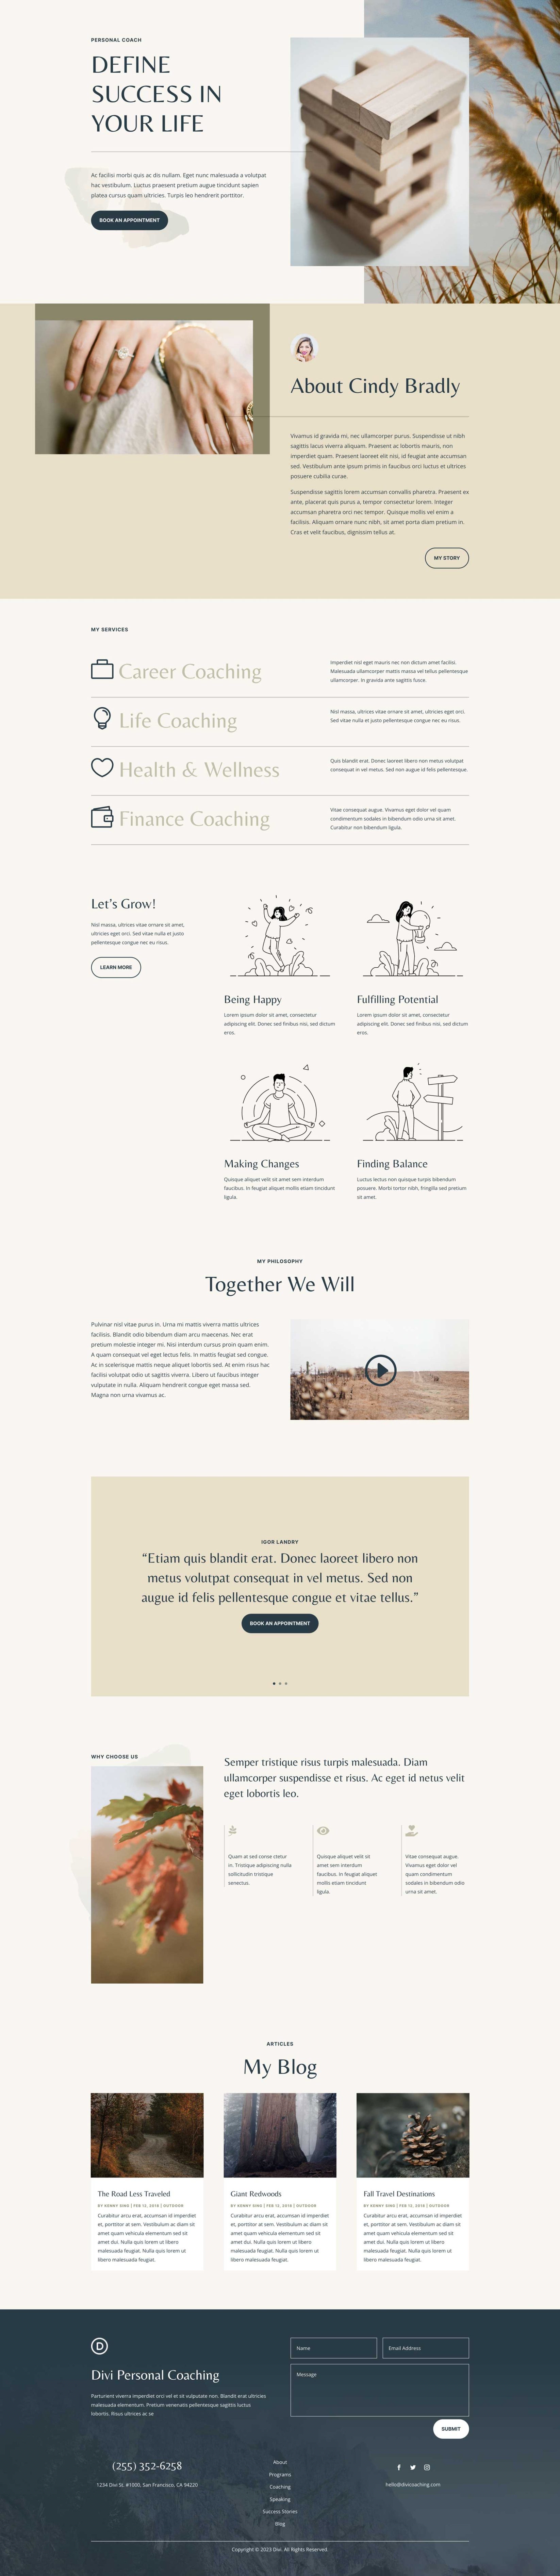 PERSONAL COACH
DEFINE
SUCCESS IN
YOUR LIFE
Ac facilisi morbi quis ac dis nullam. Eget nunc malesuada a volutpat
hac vestibulum. Luctus praesent pretium augue tincidunt sapien
platea cursus quam ultricies. Turpis leo hendrerit porttitor.
BOOK AN APPOINTMENT
About Cindy Bradly
Vivamus id gravida mi, nec ullamcorper purus. Suspendisse ut nibh
sagittis lacus viverra aliquam. Praesent ac lobortis mauris, non
imperdiet quam. Praesent laoreet elit nisi, id feugiat ante accumsan
sed. Vestibulum ante ipsum primis in faucibus orci luctus et ultrices
posuere cubilia curae.
Suspendisse sagittis lorem accumsan convallis pharetra. Praesent ex
ante, placerat quis purus a, tempor consectetur lorem. Integer
accumsan pharetra orci nec tempor. Quisque mollis vel enim a
facilisis. Aliquam ornare nunc nibh, sit amet porta diam pretium in.
Cras et velit faucibus, dignissim tellus at.
MY STORY
MY SERVICES
Career Coaching
Imperdiet nisl eget mauris nec non dictum amet facilisi.
Malesuada ullamcorper mattis massa vel tellus pellentesque
ullamcorper. In gravida ante sagittis fusce.
Life Coaching
Nisl massa, ultrices vitae ornare sit amet, ultricies eget orci.
Sed vitae nulla et justo pellentesque congue nec eu risus.
Health & Wellness
Quis blandit erat. Donec laoreet libero non metus volutpat
consequat in vel metus. Sed non augue id felis pellentesque.
Finance Coaching
Vitae consequat augue. Vivamus eget dolor vel quam
condimentum sodales in bibendum odio urna sit amet.
Curabitur non bibendum ligula.
Let's Grow!
Nisl massa, ultrices vitae ornare sit amet,
ultricies eget orci. Sed vitae nulla et justo
pellentesque congue nec eu risus.
LEARN MORE
Being Happy
Lorem ipsum dolor sit amet, consectetur
adipiscing elit. Donec sed finibus nisi, sed dictum
eros.
Fulfilling Potential
Lorem ipsum dolor sit amet, consectetur
adipiscing elit. Donec sed finibus nisi, sed dictum
eros.
Making Changes
Quisque aliquet velit sit amet sem interdum
faucibus. In feugiat aliquet mollis etiam tincidunt
ligula.
Finding Balance
Luctus lectus non quisque turpis bibendum
posuere. Morbi tortor nibh, fringilla sed pretium
sit amet.
MY PHILOSOPHY
Together We Will
Pulvinar nisl vitae purus in. Urna mi mattis viverra mattis ultrices
facilisis. Blandit odio bibendum diam arcu maecenas. Nec erat
pretium molestie integer mi. Nisi interdum cursus proin quam enim.
A quam consequat vel eget lectus felis. In mattis feugiat sed congue.
Ac in scelerisque mattis neque aliquet lobortis sed. At enim risus hac
facilisi volutpat odio ut sagittis viverra. Libero ut faucibus integer
vulputate in nulla. Aliquam hendrerit congue eget massa sed.
Magna non urna vivamus ac.
IGOR LANDRY
“Etiam quis blandit erat. Donec laoreet libero non
metus volutpat consequat in vel metus. Sed non
augue id felis pellentesque congue et vitae tellus.”
BOOK AN APPOINTMENT
WHY CHOOSE US
Semper tristique risus turpis malesuada. Diam
ullamcorper suspendisse et risus. Ac eget id netus velit
eget lobortis leo.
Quam at sed conse ctetur
in. Tristique adipiscing nulla
sollicitudin tristique
senectus.
Quisque aliquet velit sit
amet sem interdum
faucibus. In feugiat aliquet
mollis etiam tincidunt
ligula.
Vitae consequat augue.
Vivamus eget dolor vel
quam condimentum
sodales in bibendum odio
urna sit amet.
ARTICLES
My Blog
The Road Less Traveled
BY KENNY SING | FEB 12, 2018 | OUTDOOR
Curabitur arcu erat, accumsan id imperdiet
et, porttitor at sem. Vestibulum ac diam sit
amet quam vehicula elementum sed sit
amet dui. Nulla quis lorem ut
libero malesuada feugiat. Nulla quis lorem ut
libero malesuada feugiat.
Giant Redwoods
BY KENNY SING | FEB 12, 2018 | OUTDOOR
Curabitur arcu erat, accumsan id imperdiet
et, porttitor at sem. Vestibulum ac diam sit
amet quam vehicula elementum sed sit
amet dui. Nulla quis lorem ut
libero malesuada feugiat. Nulla quis lorem ut
libero malesuada feugiat.
Fall Travel Destinations
BY KENNY SING | FEB 12, 2018 | OUTDOOR
Curabitur arcu erat, accumsan id imperdiet
et, porttitor at sem. Vestibulum ac diam sit
amet quam vehicula elementum sed sit
amet dui. Nulla quis lorem ut
libero malesuada feugiat. Nulla quis lorem ut
libero malesuada feugiat.
D
Divi Personal Coaching
Parturient viverra imperdiet orci vel et sit vulputate non. Blandit erat ultricies
malesuada elementum. Pretium venenatis pellentesque sagittis luctus
lobortis. Risus ultrices ac se
Name
Email Address
Message
SUBMIT
(255) 352-6258
1234 Divi St. #1000, San Francisco, CA 94220
About
Programs
Coaching
Speaking
Success Stories
Blog
hello@divicoaching.com
Copyright © 2023 Divi. All Rights Reserved.